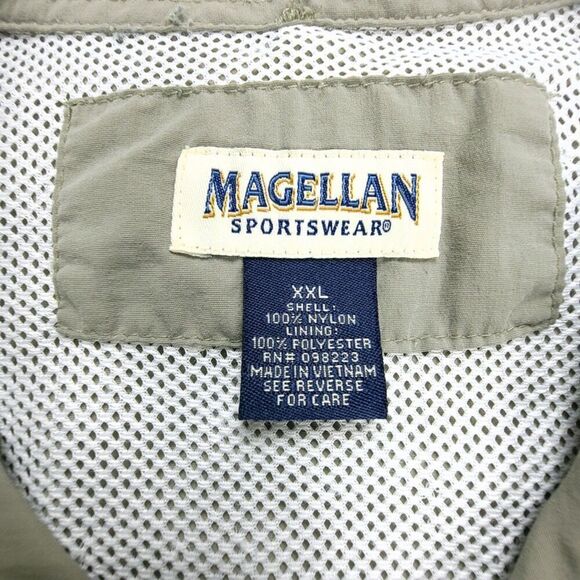 MAGELLAN
SPORTSWEAR®
XXL
SHELL:
100% NYLON
LINING:
100% POLYESTER
RN# 098223
MADE IN VIETNAM
SEE REVERSE
FOR CARE